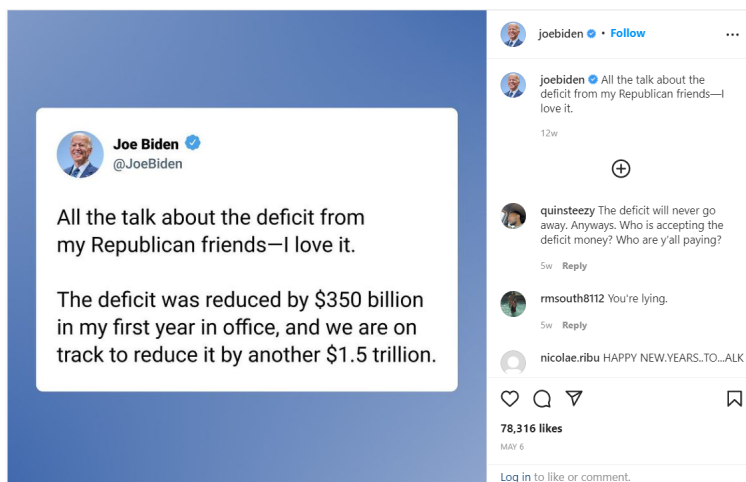 Joe Biden
@JoeBiden
All the talk about the deficit from
my Republican friends—I love it.
The deficit was reduced by $350 billion
in my first year in office, and we are on
track to reduce it by another $1.5 trillion.
joebiden • Follow
joebiden All the talk about the
deficit from my Republican friends—I
love it.
12w
quinsteezy The deficit will never go
away. Anyways. Who is accepting the
deficit money? Who are y'all paying?
5w Reply
rmsouth8112 You're lying.
5w Reply
nicolae.ribu HAPPY NEW.YEARS..TO...ALK
78,316 likes
MAY 6
Log in to like or comment.